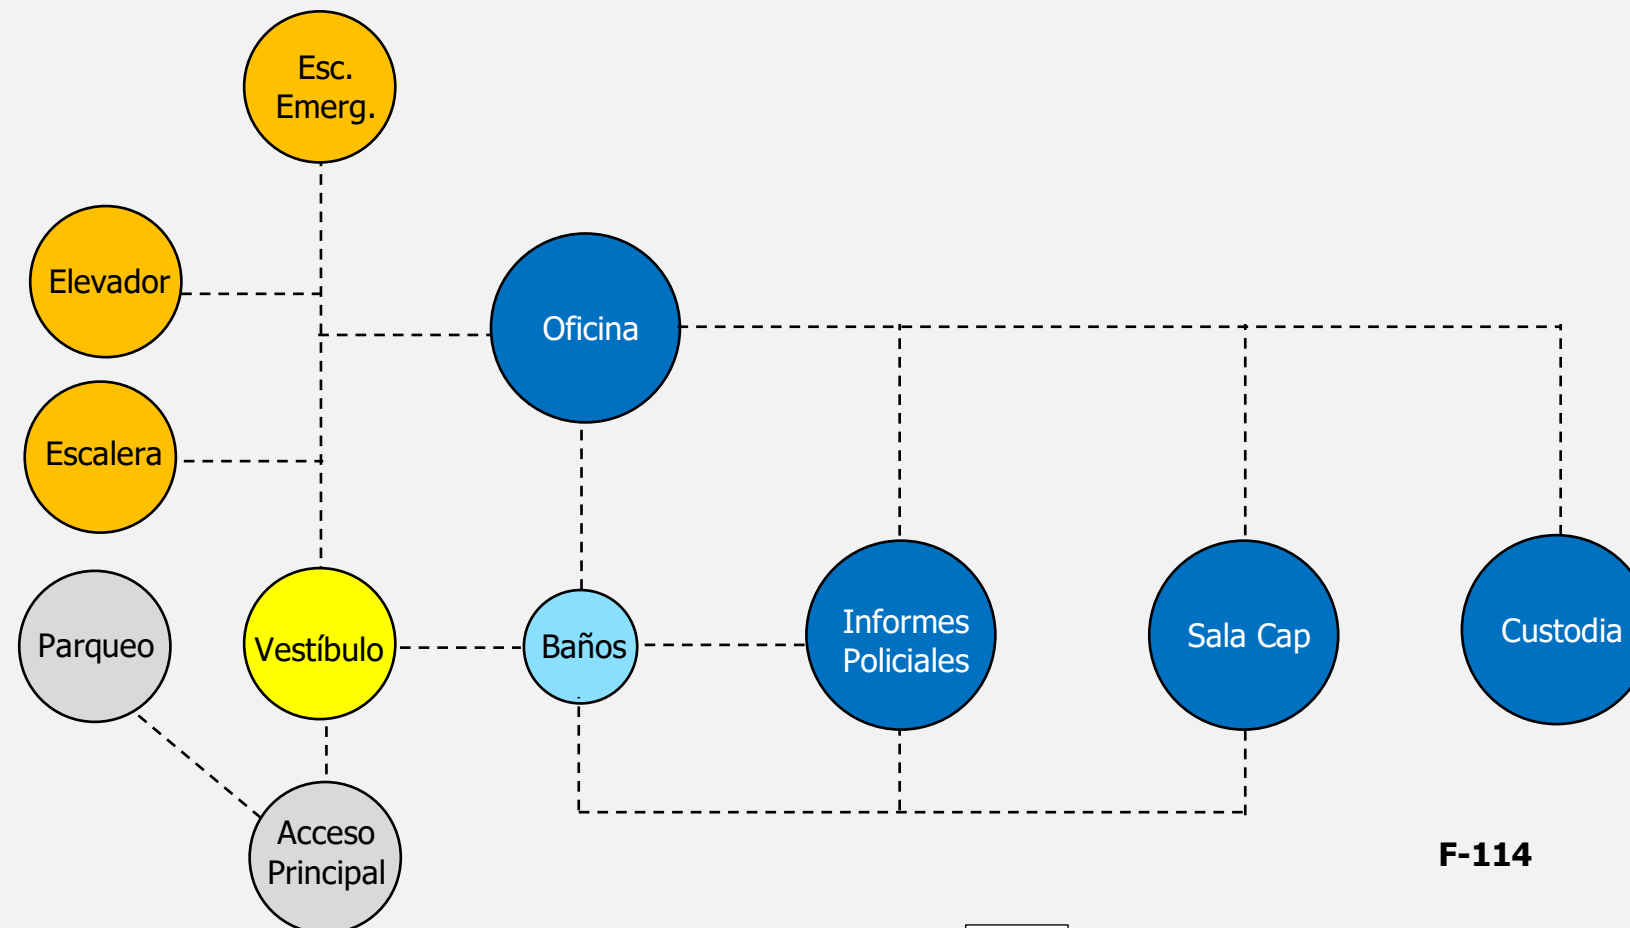 Esc.
Emerg.
Elevador
Oficina
Escalera
Parqueo
Vestíbulo
Baños
Informes
Policiales
Sala Cap
Custodia
Acceso
Principal
F-114